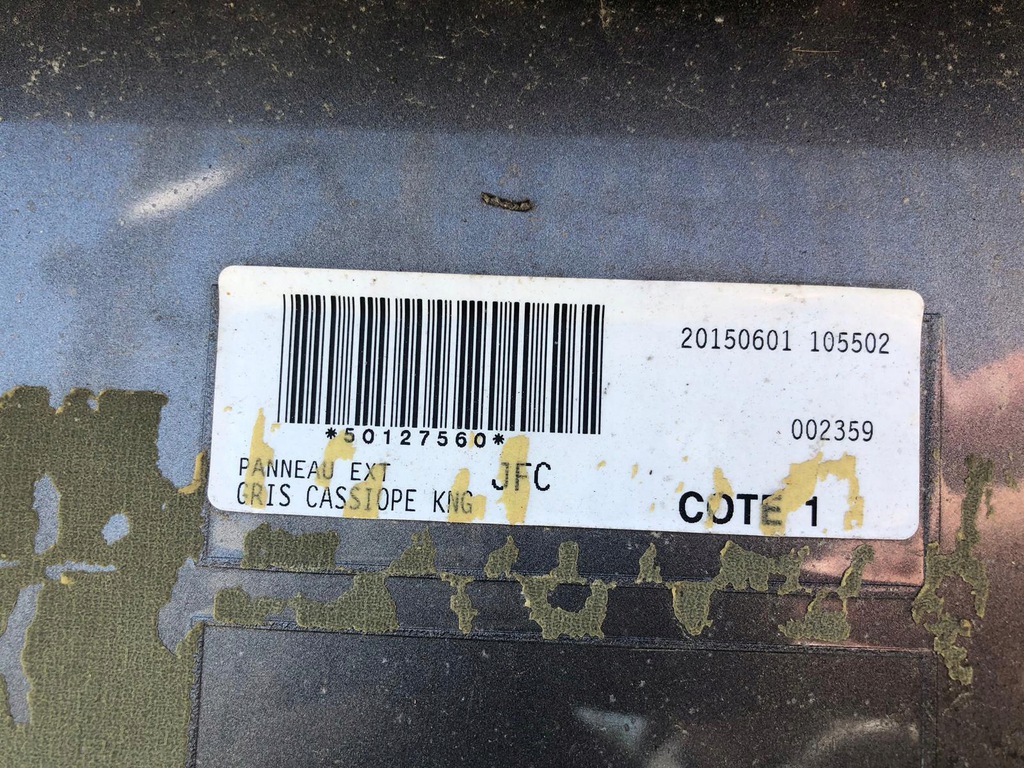 20150601 105502
*50127560*
002359
PANNEAU EXT JFC
GRIS CASSIOPE KNG
COTE 1